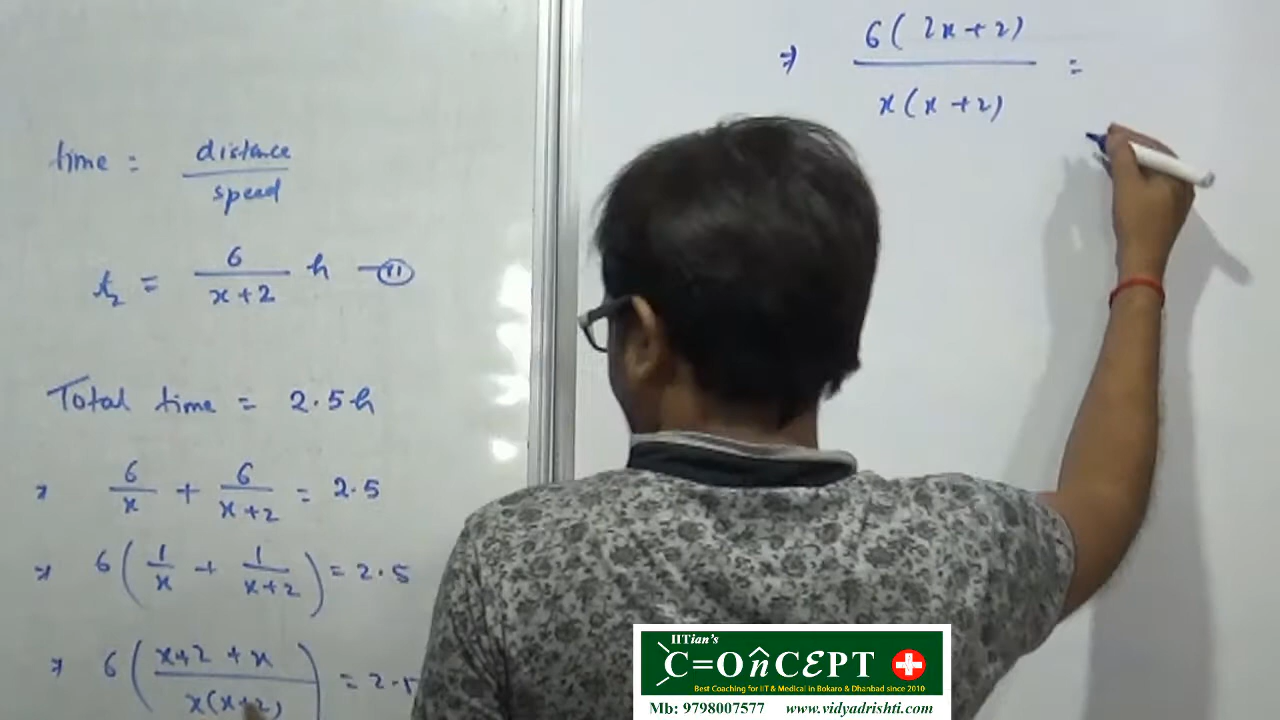 time = distance / speed
t₂ = 6 / (x+2) h — (11)
Total time = 2.5h
⇒ 6/x + 6/(x+2) = 2.5
⇒ 6(1/x + 1/(x+2)) = 2.5
⇒ 6((x+2+x) / x(x+2)) = 2.5
⇒ 6(2x+2) / x(x+2) =
IITian's
C=OnCEPT
Best Coaching for IIT & Medical in Bokaro & Dhanbad since 2010
Mb: 9798007577 www.vidyadrishti.com